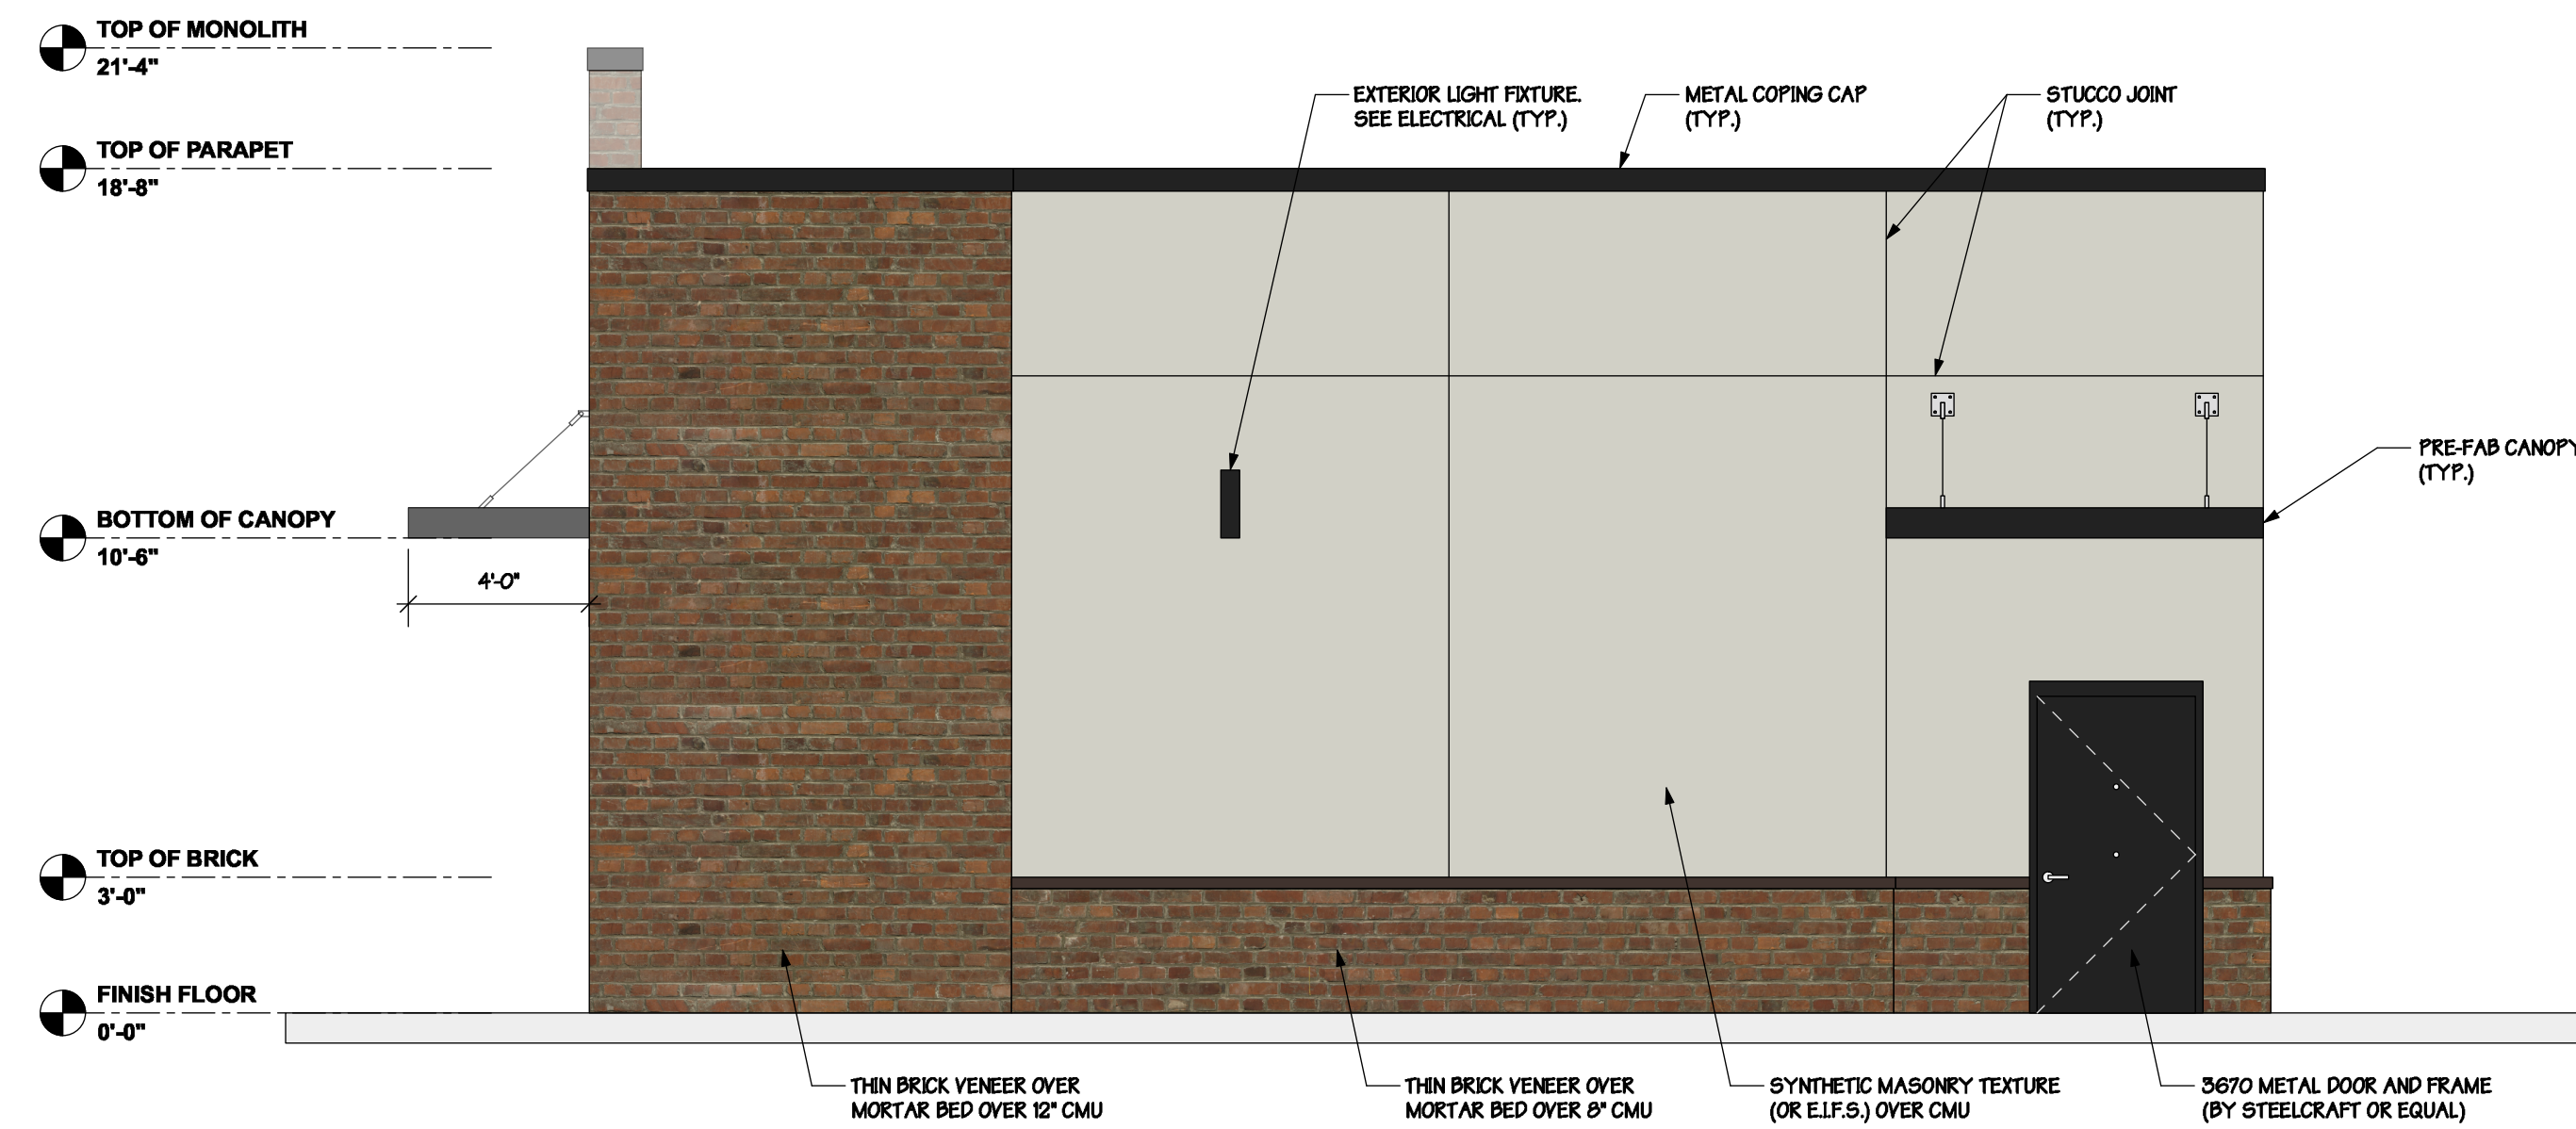 TOP OF MONOLITH
21'-4"
TOP OF PARAPET
18'-8"
EXTERIOR LIGHT FIXTURE.
SEE ELECTRICAL (TYP.)
METAL COPING CAP
(TYP.)
STUCCO JOINT
(TYP.)
PRE-FAB CANOPY
(TYP.)
BOTTOM OF CANOPY
10'-6"
4'-0"
TOP OF BRICK
3'-0"
FINISH FLOOR
0'-0"
THIN BRICK VENEER OVER
MORTAR BED OVER 12" CMU
THIN BRICK VENEER OVER
MORTAR BED OVER 8" CMU
SYNTHETIC MASONRY TEXTURE
(OR E.I.F.S.) OVER CMU
3670 METAL DOOR AND FRAME
(BY STEELCRAFT OR EQUAL)